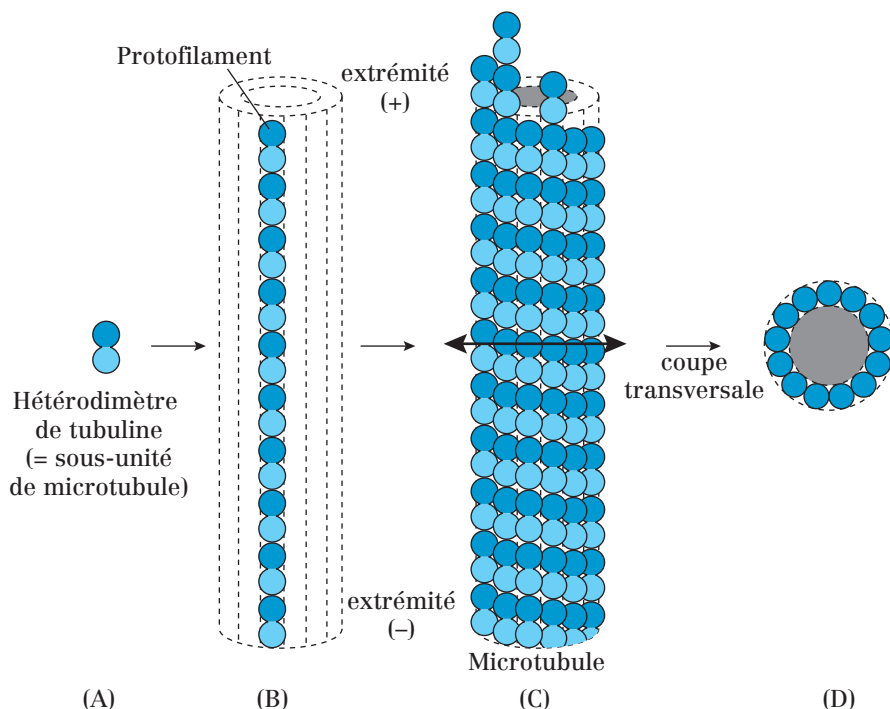 Protofilament
extrémité
(+)
Hétérodimètre
de tubuline
(= sous-unité
de microtubule)
coupe
transversale
extrémité
(–)
Microtubule
(A)
(B)
(C)
(D)